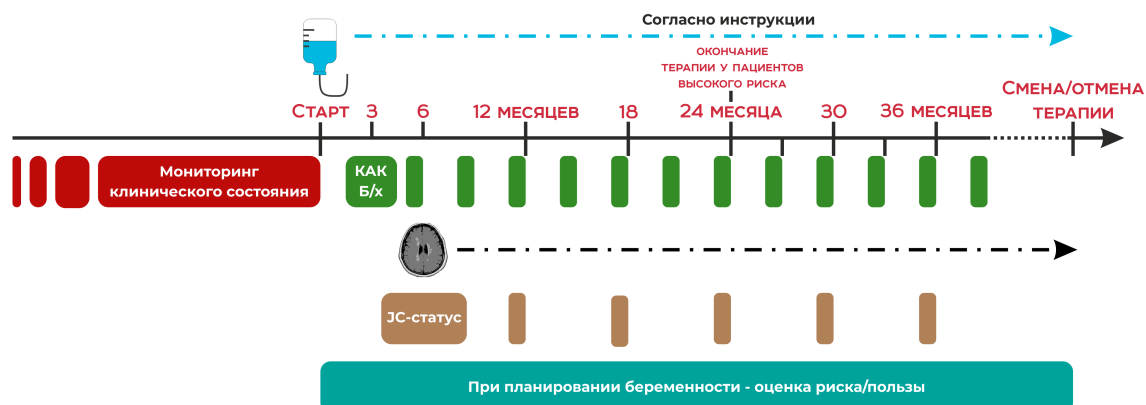 Согласно инструкции
ОКОНЧАНИЕ
ТЕРАПИИ У ПАЦИЕНТОВ
ВЫСОКОГО РИСКА
СМЕНА/ОТМЕНА
ТЕРАПИИ
СТАРТ 3 6 12 МЕСЯЦЕВ 18 24 МЕСЯЦА 30 36 МЕСЯЦЕВ
Мониторинг
клинического состояния
КАК
Б/х
JC-статус
При планировании беременности - оценка риска/пользы